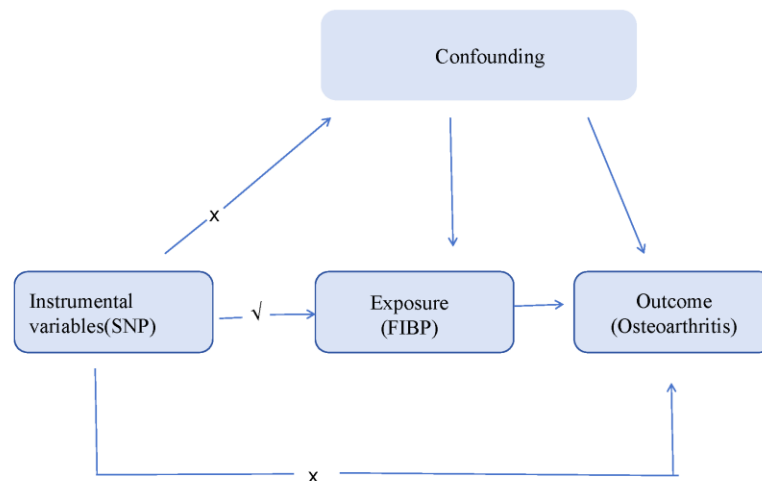 Confounding
x
Instrumental
variables(SNP)
√
Exposure
(FIBP)
Outcome
(Osteoarthritis)
x